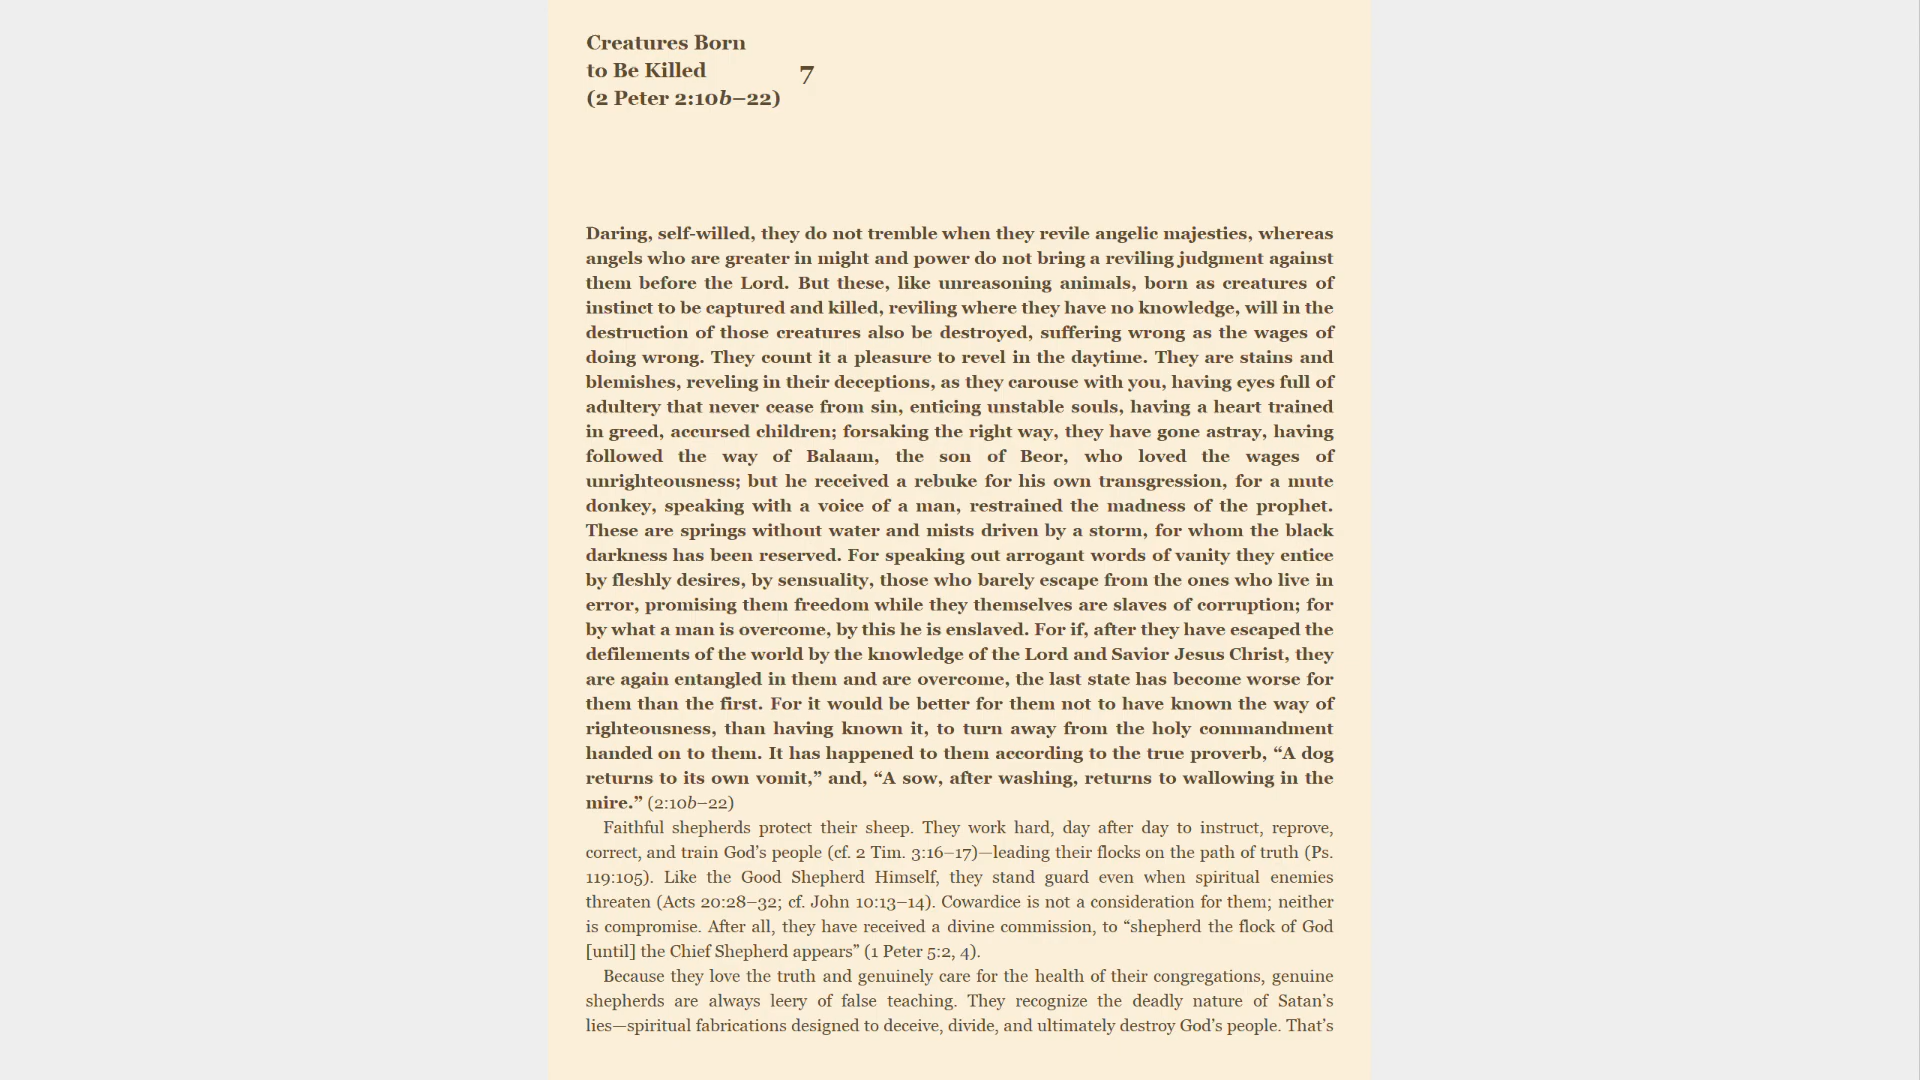 Creatures Born
to Be Killed
7
(2 Peter 2:10b–22)
Daring, self-willed, they do not tremble when they revile angelic majesties, whereas
angels who are greater in might and power do not bring a reviling judgment against
them before the Lord. But these, like unreasoning animals, born as creatures of
instinct to be captured and killed, reviling where they have no knowledge, will in the
destruction of those creatures also be destroyed, suffering wrong as the wages of
doing wrong. They count it a pleasure to revel in the daytime. They are stains and
blemishes, reveling in their deceptions, as they carouse with you, having eyes full of
adultery that never cease from sin, enticing unstable souls, having a heart trained
in greed, accursed children; forsaking the right way, they have gone astray, having
followed the way of Balaam, the son of Beor, who loved the wages of
unrighteousness; but he received a rebuke for his own transgression, for a mute
donkey, speaking with a voice of a man, restrained the madness of the prophet.
These are springs without water and mists driven by a storm, for whom the black
darkness has been reserved. For speaking out arrogant words of vanity they entice
by fleshly desires, by sensuality, those who barely escape from the ones who live in
error, promising them freedom while they themselves are slaves of corruption; for
by what a man is overcome, by this he is enslaved. For if, after they have escaped the
defilements of the world by the knowledge of the Lord and Savior Jesus Christ, they
are again entangled in them and are overcome, the last state has become worse for
them than the first. For it would be better for them not to have known the way of
righteousness, than having known it, to turn away from the holy commandment
handed on to them. It has happened to them according to the true proverb, “A dog
returns to its own vomit,” and, “A sow, after washing, returns to wallowing in the
mire.” (2:10b–22)
Faithful shepherds protect their sheep. They work hard, day after day to instruct, reprove,
correct, and train God’s people (cf. 2 Tim. 3:16–17)—leading their flocks on the path of truth (Ps.
119:105). Like the Good Shepherd Himself, they stand guard even when spiritual enemies
threaten (Acts 20:28–32; cf. John 10:13–14). Cowardice is not a consideration for them; neither
is compromise. After all, they have received a divine commission, to “shepherd the flock of God
[until] the Chief Shepherd appears” (1 Peter 5:2, 4).
Because they love the truth and genuinely care for the health of their congregations, genuine
shepherds are always leery of false teaching. They recognize the deadly nature of Satan’s
lies—spiritual fabrications designed to deceive, divide, and ultimately destroy God’s people. That’s